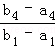 b₄ − a₄
b₁ − a₁